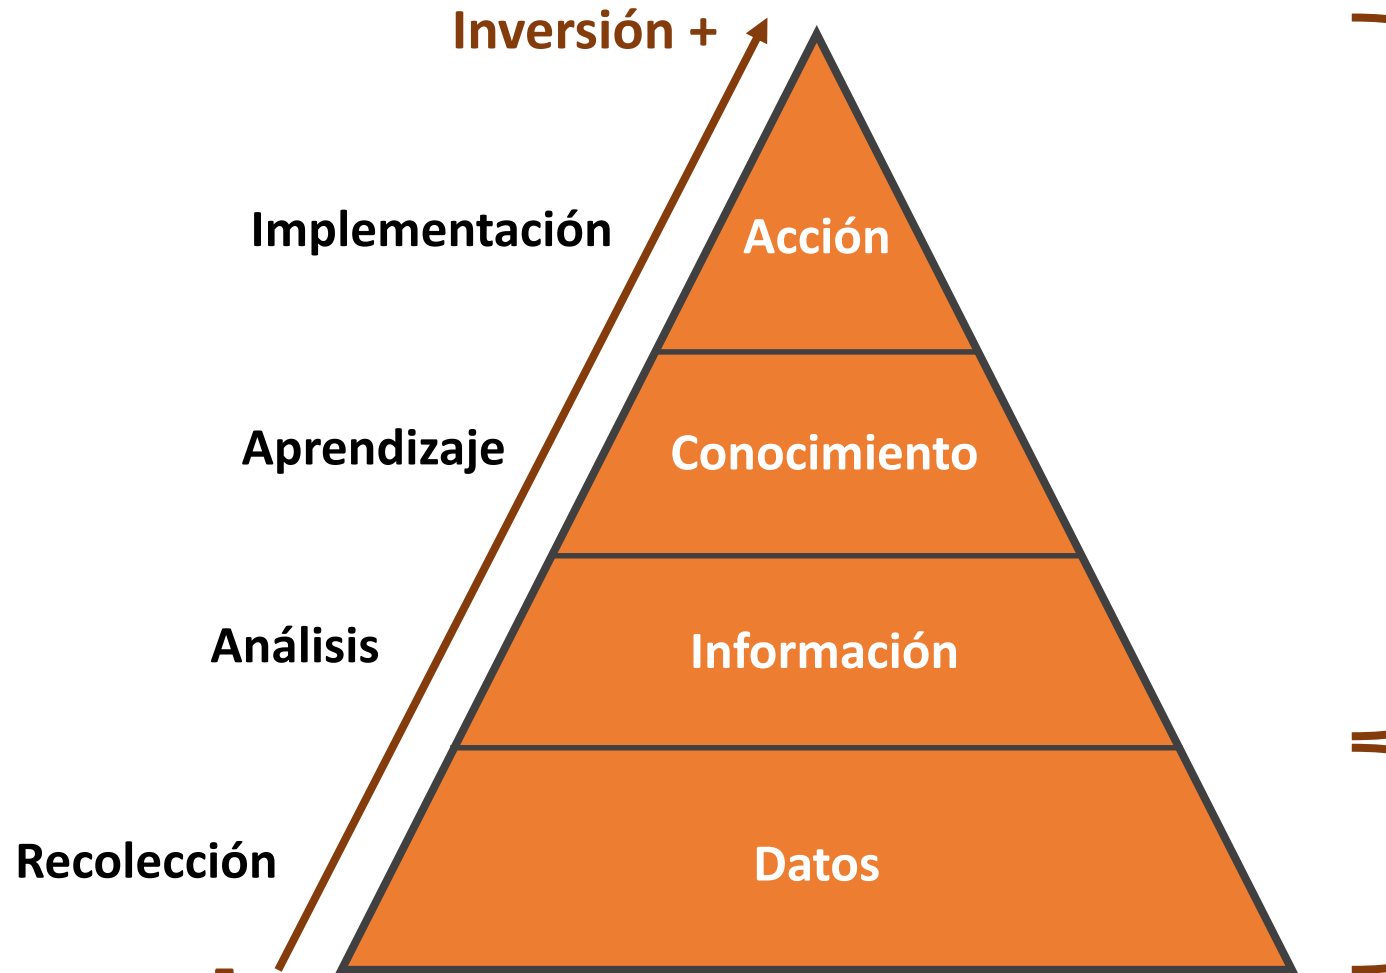 Inversión +
Implementación
Acción
Aprendizaje
Conocimiento
Análisis
Información
Recolección
Datos
-